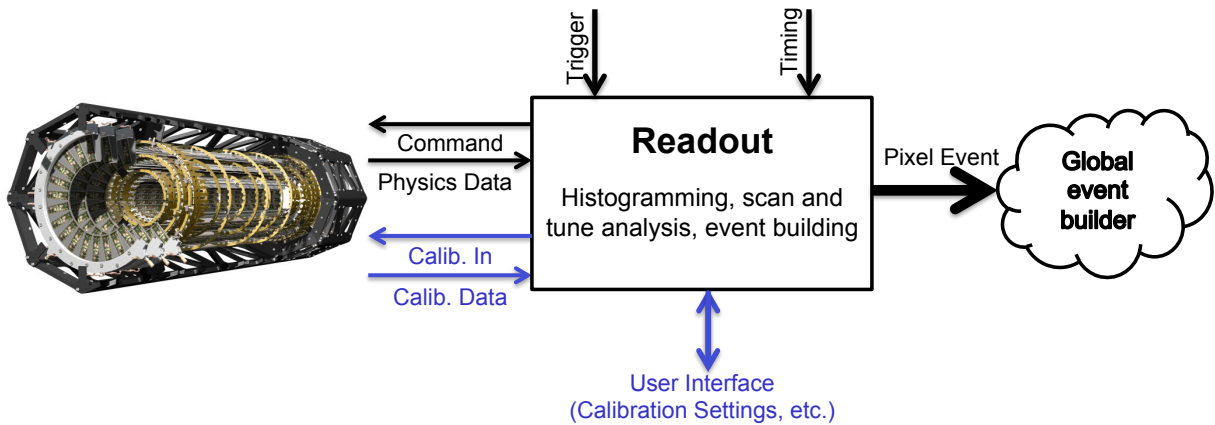 Trigger
Timing
Command
Physics Data
Calib. In
Calib. Data
Readout
Histogramming, scan and
tune analysis, event building
Pixel Event
Global
event
builder
User Interface
(Calibration Settings, etc.)